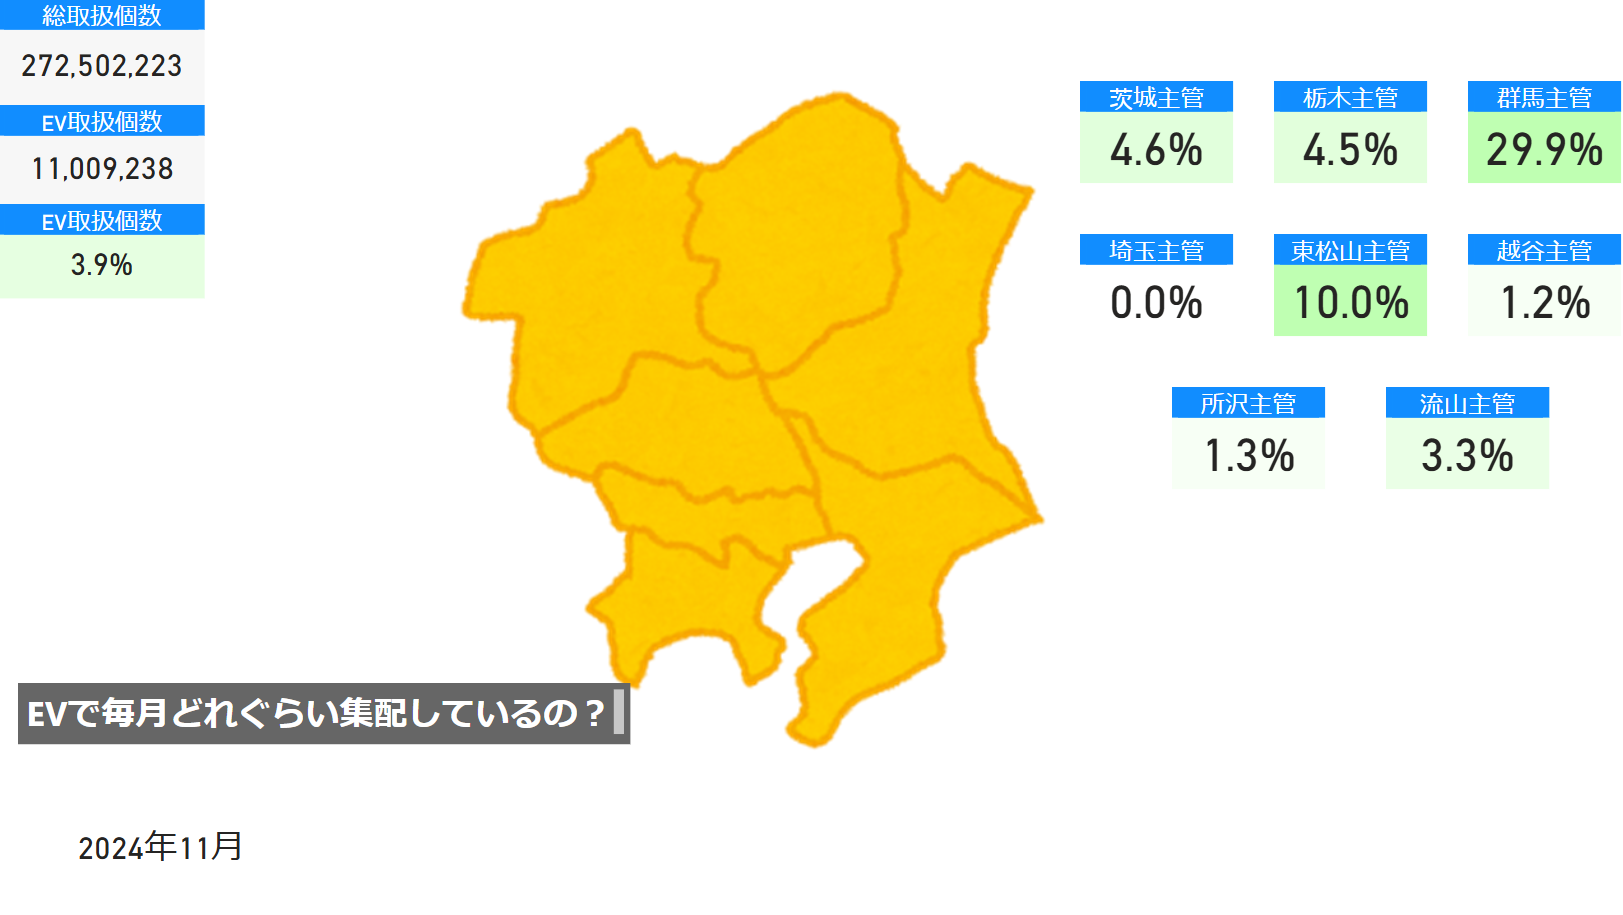 総取扱個数
272,502,223
EV取扱個数
11,009,238
EV取扱個数
3.9%
茨城主管
4.6%
栃木主管
4.5%
群馬主管
29.9%
埼玉主管
0.0%
東松山主管
10.0%
越谷主管
1.2%
所沢主管
1.3%
流山主管
3.3%
EVで毎月どれぐらい集配しているの？
2024年11月